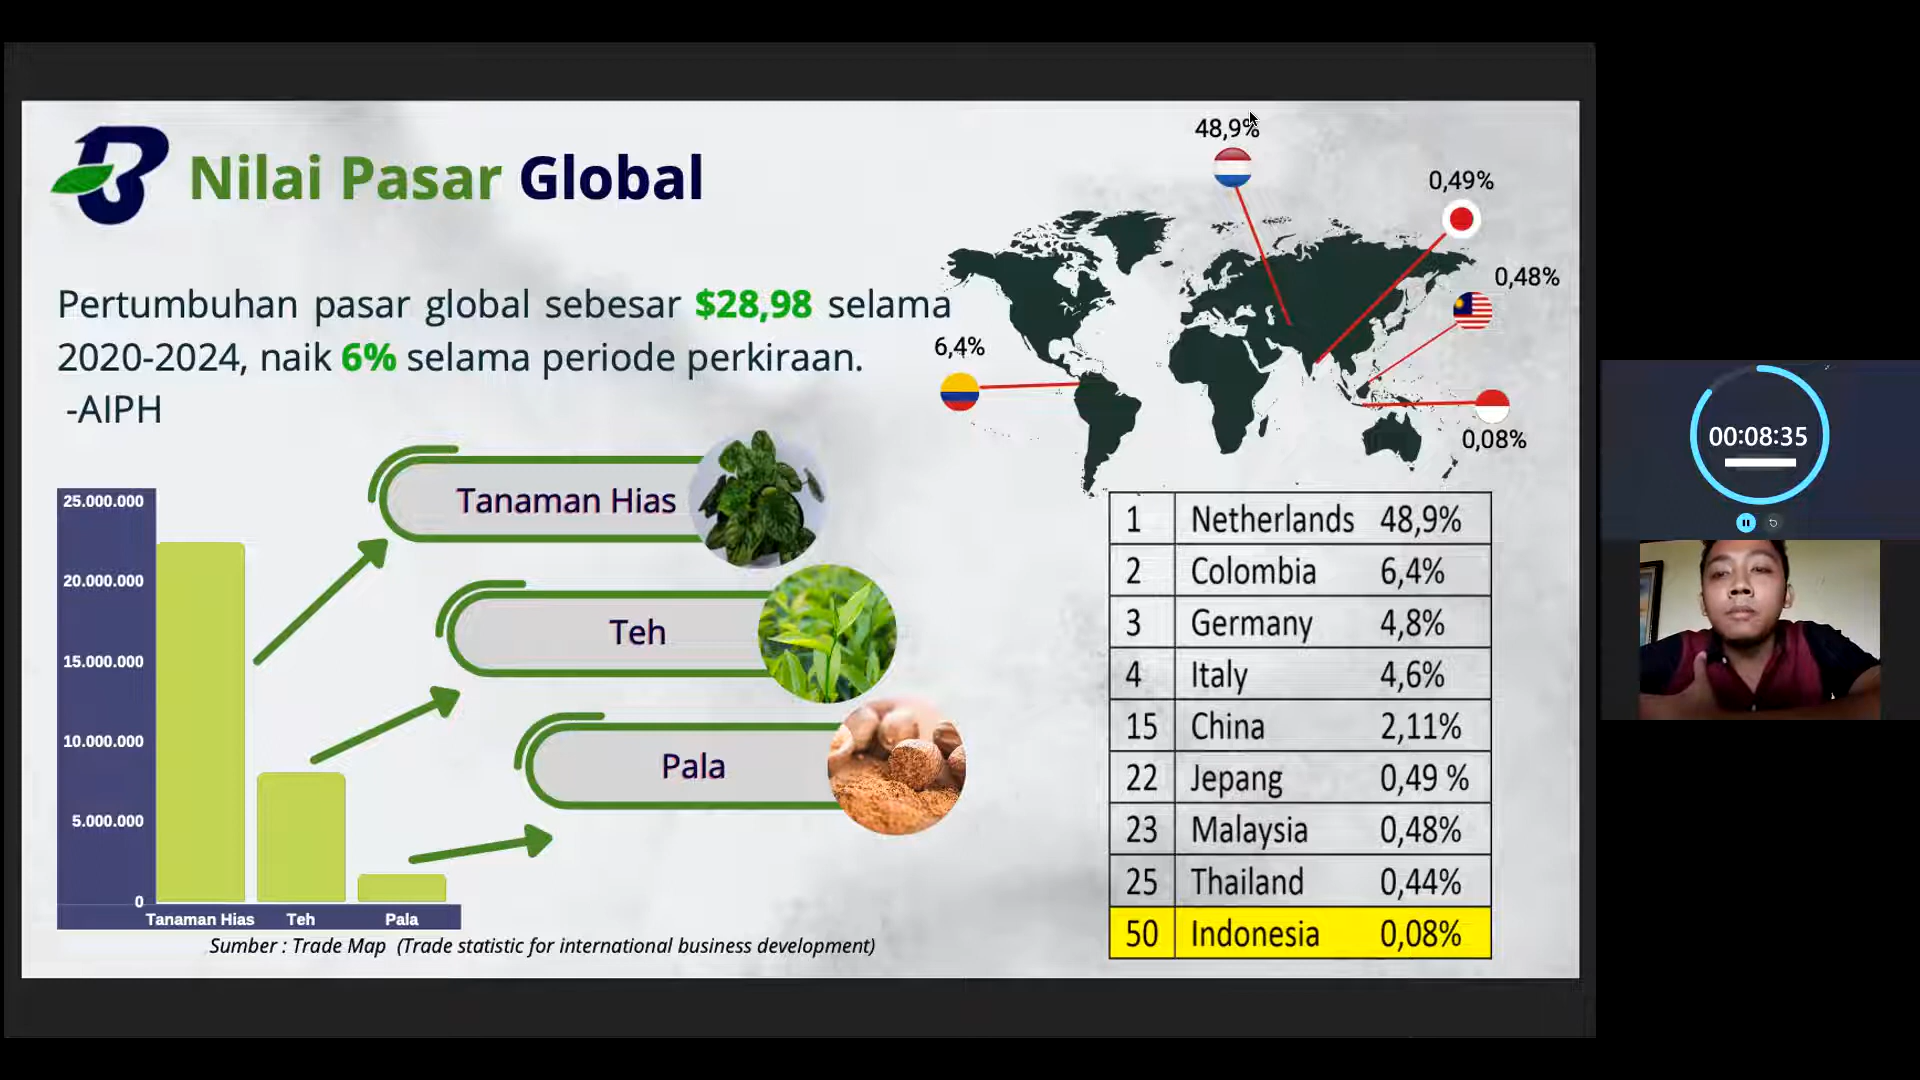 Nilai Pasar Global
Pertumbuhan pasar global sebesar $28,98 selama
2020-2024, naik 6% selama periode perkiraan.
-AIPH
48,9%
0,49%
0,48%
6,4%
0,08%
Tanaman Hias
Teh
Pala
25.000.000
20.000.000
15.000.000
10.000.000
5.000.000
0
Tanaman Hias Teh Pala
Sumber : Trade Map (Trade statistic for international business development)
1 Netherlands 48,9%
2 Colombia 6,4%
3 Germany 4,8%
4 Italy 4,6%
15 China 2,11%
22 Jepang 0,49 %
23 Malaysia 0,48%
25 Thailand 0,44%
50 Indonesia 0,08%
00:08:35